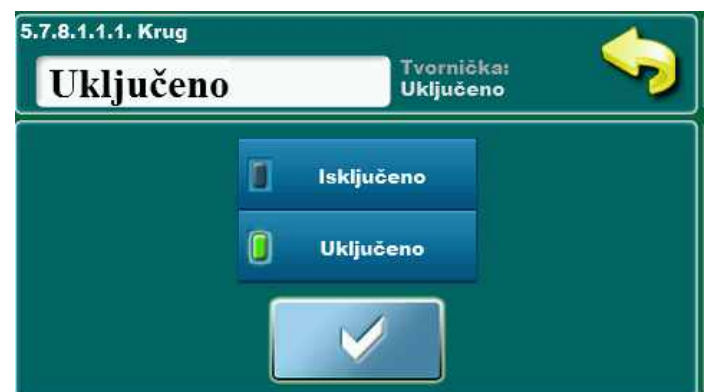 5.7.8.1.1.1. Krug
Uključeno
Tvornička:
Uključeno
Isključeno
Uključeno